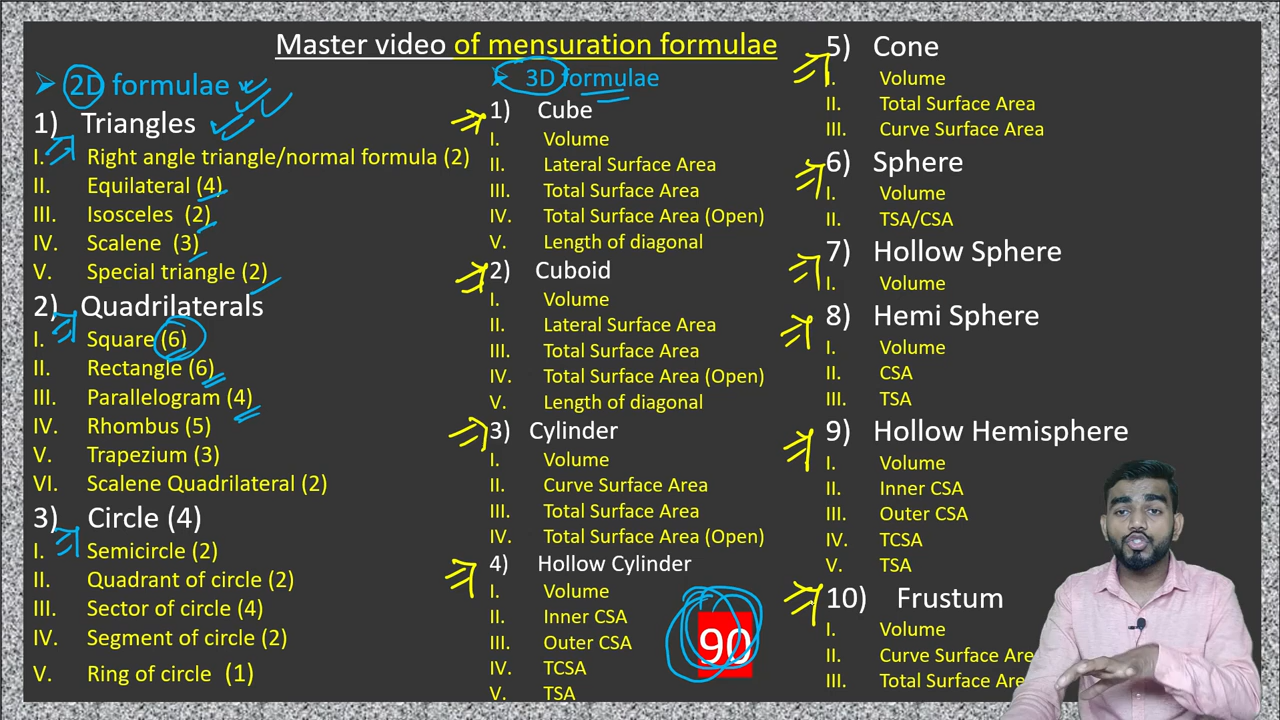 Master video of mensuration formulae
➢ 2D formulae
1) Triangles
I. Right angle triangle/normal formula (2)
II. Equilateral (4)
III. Isosceles (2)
IV. Scalene (3)
V. Special triangle (2)
2) Quadrilaterals
I. Square (6)
II. Rectangle (6)
III. Parallelogram (4)
IV. Rhombus (5)
V. Trapezium (3)
VI. Scalene Quadrilateral (2)
3) Circle (4)
I. Semicircle (2)
II. Quadrant of circle (2)
III. Sector of circle (4)
IV. Segment of circle (2)
V. Ring of circle (1)
➢ 3D formulae
1) Cube
I. Volume
II. Lateral Surface Area
III. Total Surface Area
IV. Total Surface Area (Open)
V. Length of diagonal
2) Cuboid
I. Volume
II. Lateral Surface Area
III. Total Surface Area
IV. Total Surface Area (Open)
V. Length of diagonal
3) Cylinder
I. Volume
II. Curve Surface Area
III. Total Surface Area
IV. Total Surface Area (Open)
4) Hollow Cylinder
I. Volume
II. Inner CSA
III. Outer CSA
IV. TCSA
V. TSA
90
5) Cone
I. Volume
II. Total Surface Area
III. Curve Surface Area
6) Sphere
I. Volume
II. TSA/CSA
7) Hollow Sphere
I. Volume
8) Hemi Sphere
I. Volume
II. CSA
III. TSA
9) Hollow Hemisphere
I. Volume
II. Inner CSA
III. Outer CSA
IV. TCSA
V. TSA
10) Frustum
I. Volume
II. Curve Surface Are
III. Total Surface Are